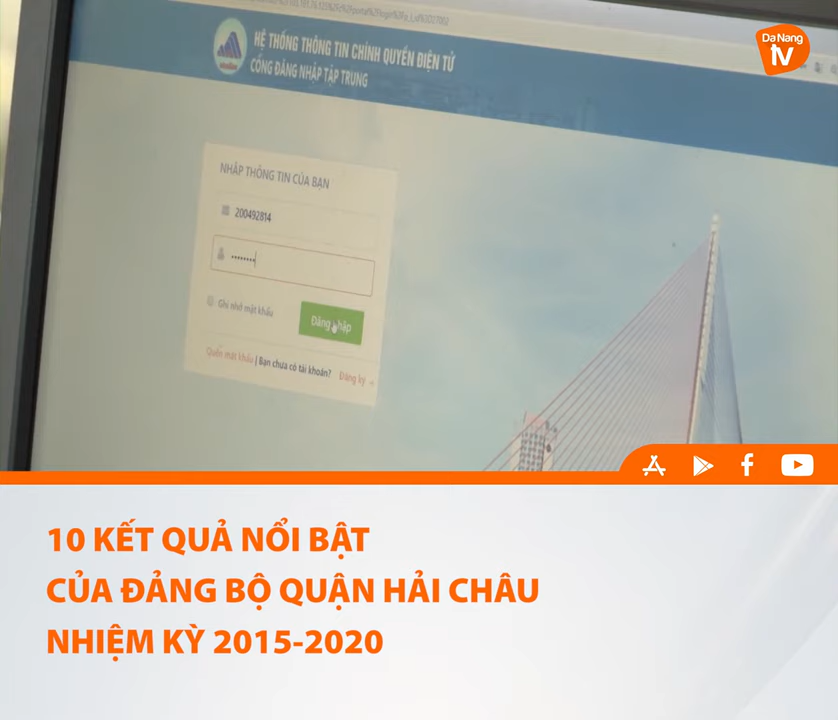 Da Nang
tv
HỆ THỐNG THÔNG TIN CHÍNH QUYỀN ĐIỆN TỬ
CỔNG ĐĂNG NHẬP TẬP TRUNG
NHẬP THÔNG TIN CỦA BẠN
200492814
Ghi nhớ mật khẩu
Đăng nhập
Quên mật khẩu | Bạn chưa có tài khoản? Đăng ký
10 KẾT QUẢ NỔI BẬT
CỦA ĐẢNG BỘ QUẬN HẢI CHÂU
NHIỆM KỲ 2015-2020